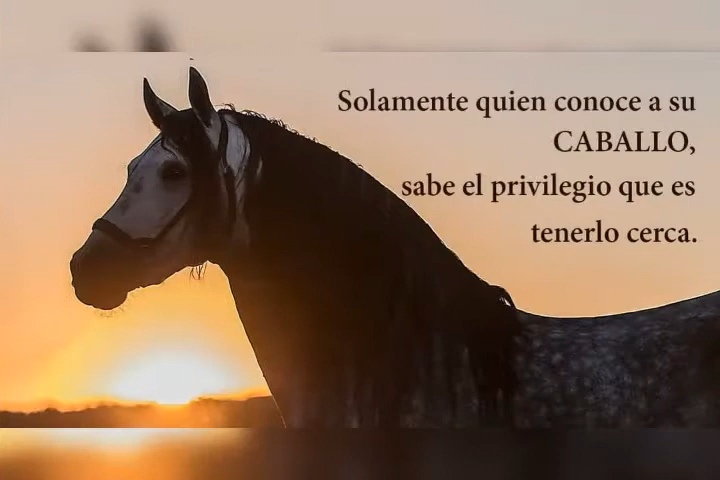 Solamente quien conoce a su
CABALLO,
sabe el privilegio que es
tenerlo cerca.